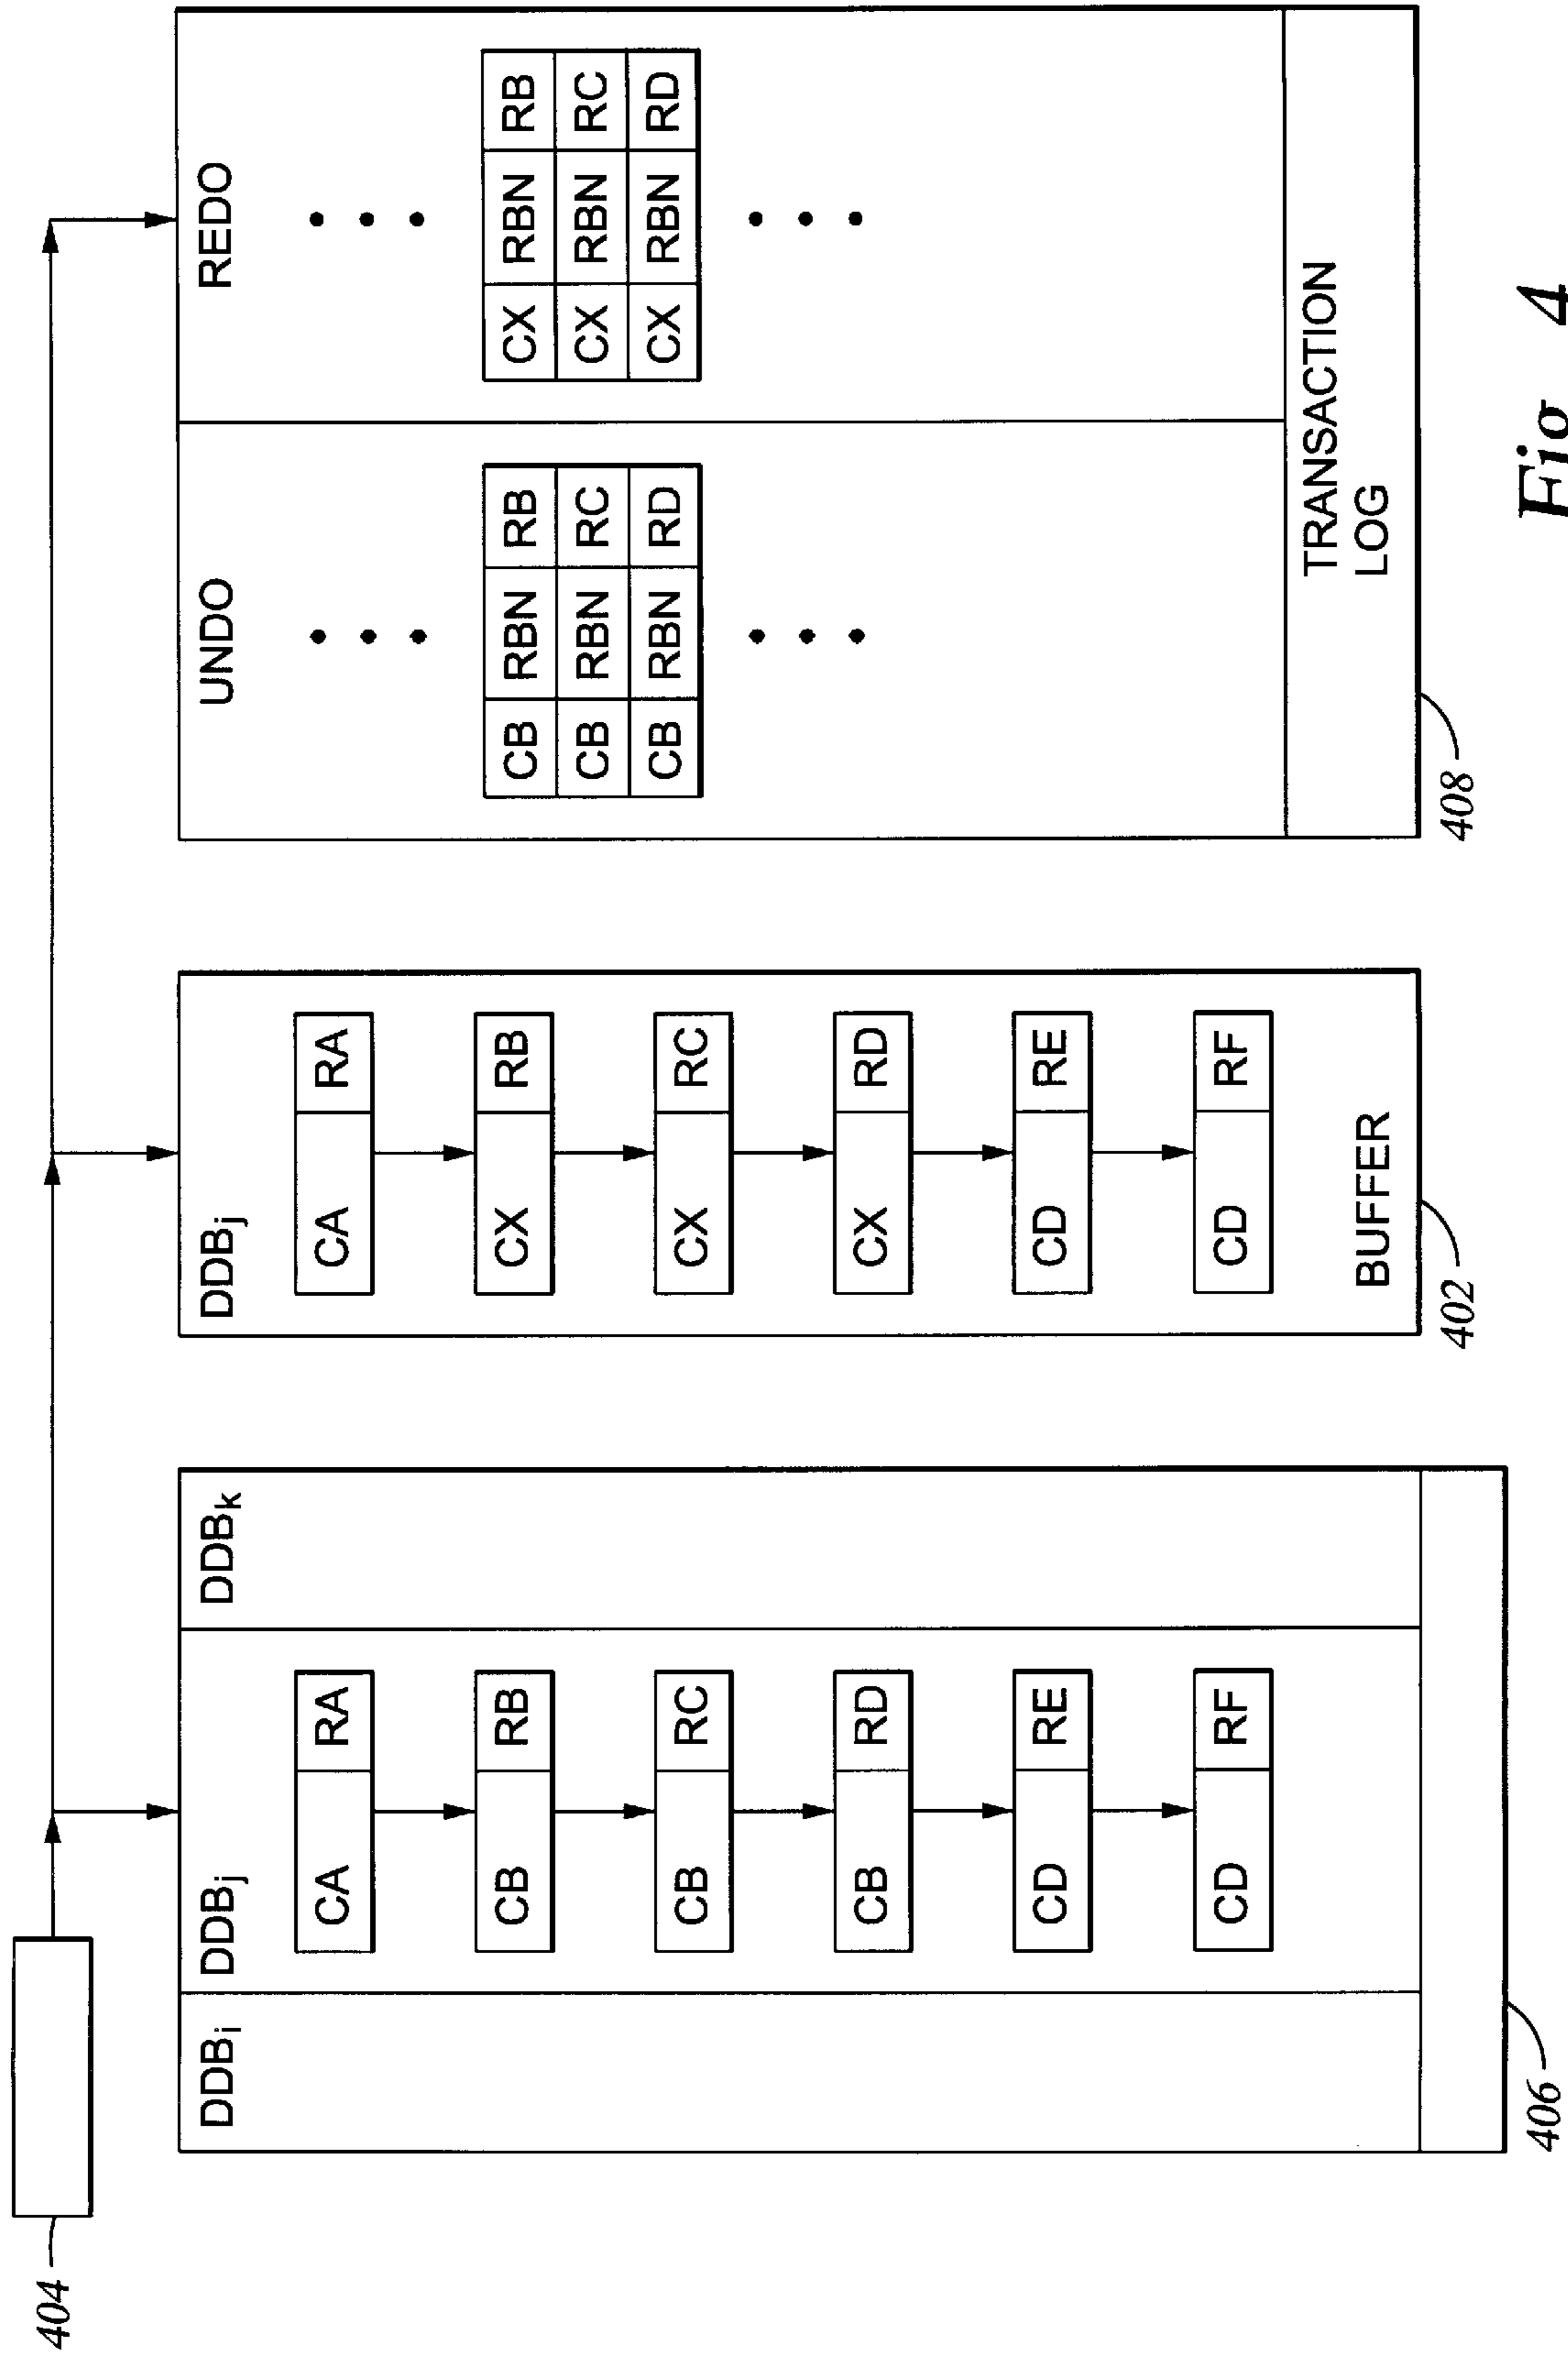 404
DDBi
DDBj
DDBk
CA RA
CB RB
CB RC
CB RD
CD RE
CD RF
406
DDBj
CA RA
CX RB
CX RC
CX RD
CD RE
CD RF
BUFFER
402
UNDO
CB RBN RB
CB RBN RC
CB RBN RD
REDO
CX RBN RB
CX RBN RC
CX RBN RD
TRANSACTION
LOG
408
Fig. 4